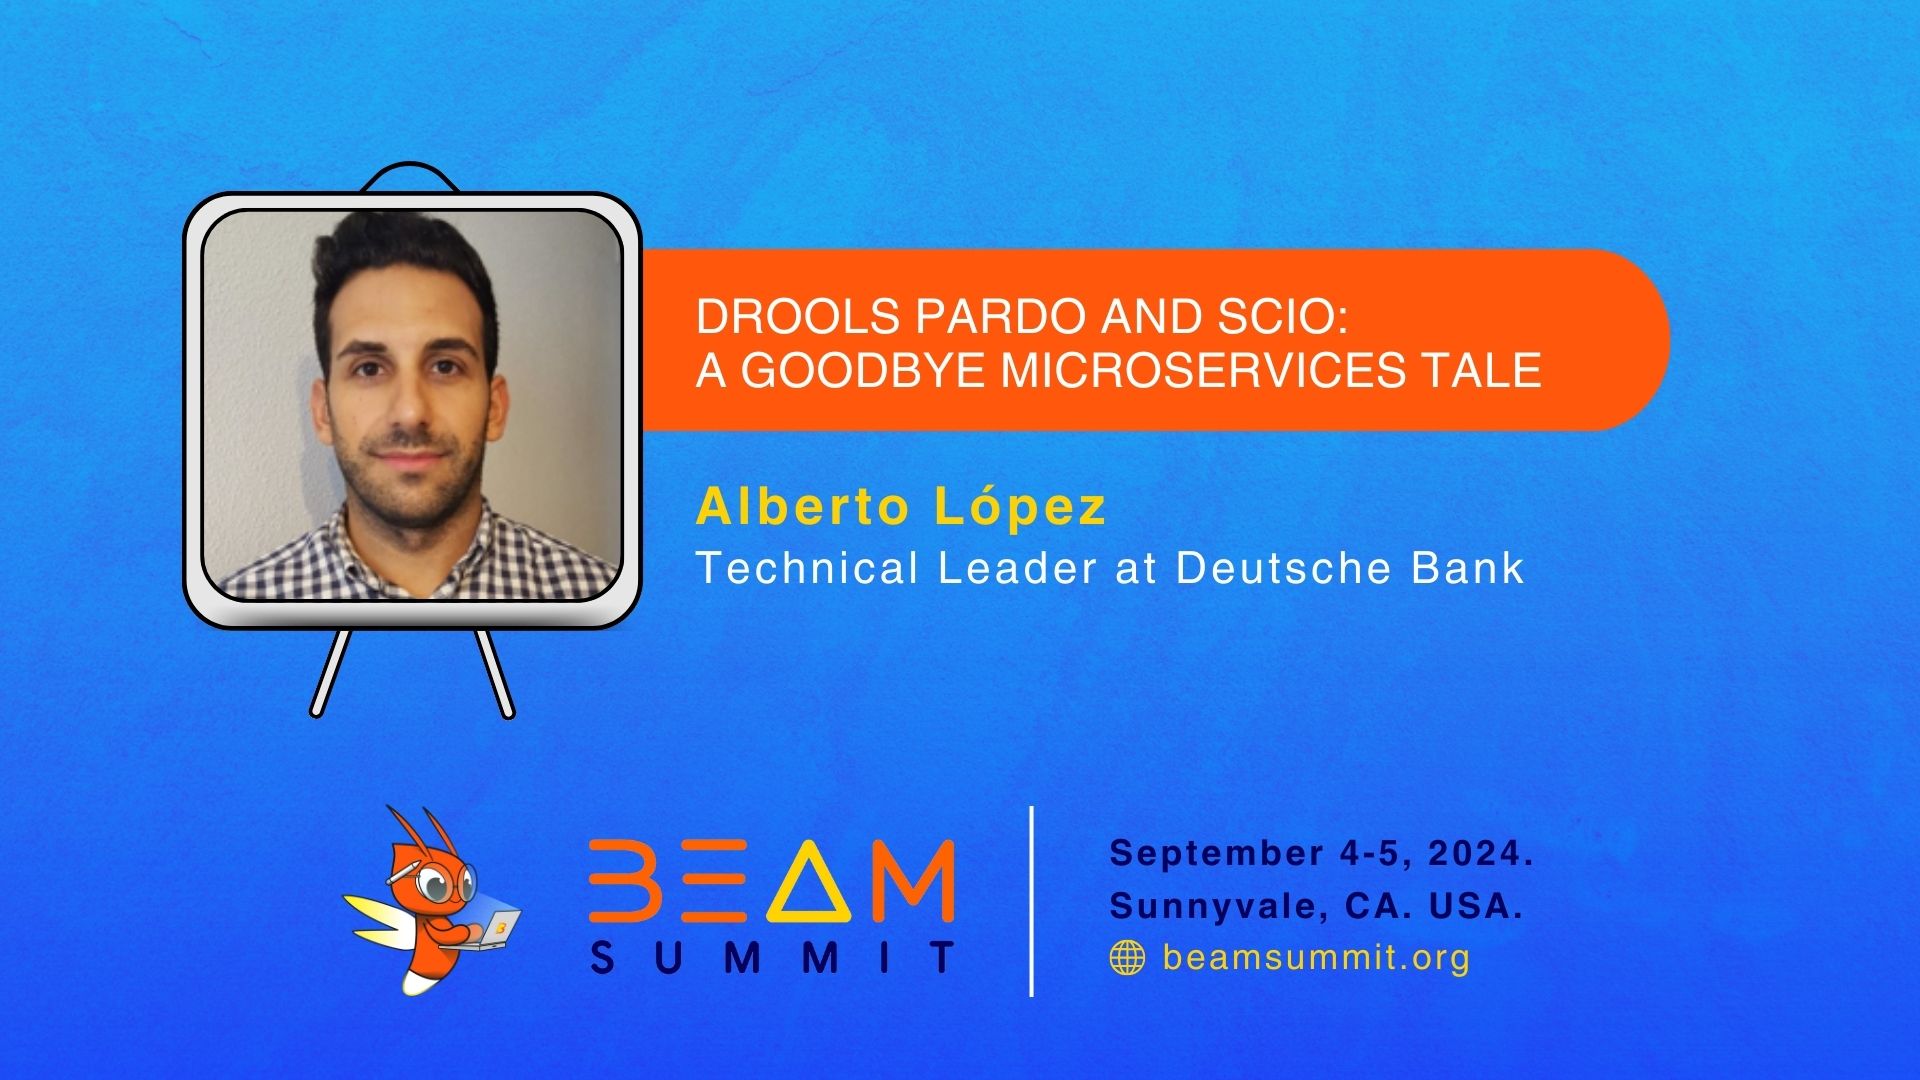 DROOLS PARDO AND SCIO:
A GOODBYE MICROSERVICES TALE
Alberto López
Technical Leader at Deutsche Bank
BEAM
SUMMIT
September 4-5, 2024.
Sunnyvale, CA. USA.
beamsummit.org